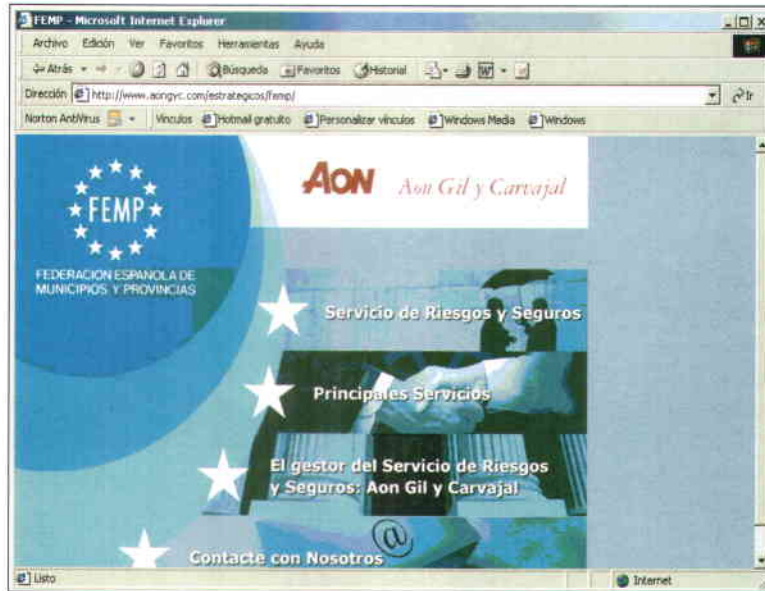 FEMP - Microsoft Internet Explorer
Archivo Edición Ver Favoritos Herramientas Ayuda
Atrás Búsqueda Favoritos Historial
Dirección http://www.aongyc.com/estrategicos/femp/ Ir
Norton AntiVirus Vínculos Hotmail gratuito Personalizar vínculos Windows Media Windows
FEMP
FEDERACION ESPAÑOLA DE
MUNICIPIOS Y PROVINCIAS
AON Aon Gil y Carvajal
Servicio de Riesgos y Seguros
Principales Servicios
El gestor del Servicio de Riesgos
y Seguros: Aon Gil y Carvajal
@
Contacte con Nosotros
Listo Internet